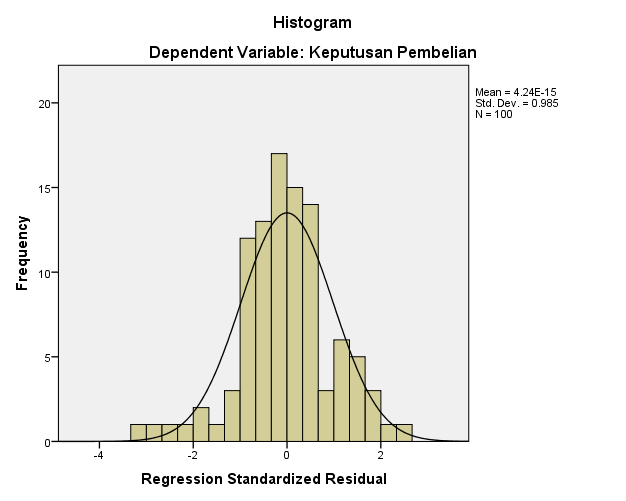 Histogram
Dependent Variable: Keputusan Pembelian
Mean = 4.24E-15
Std. Dev. = 0.985
N = 100
Frequency
20
15
10
5
0
-4 -2 0 2
Regression Standardized Residual